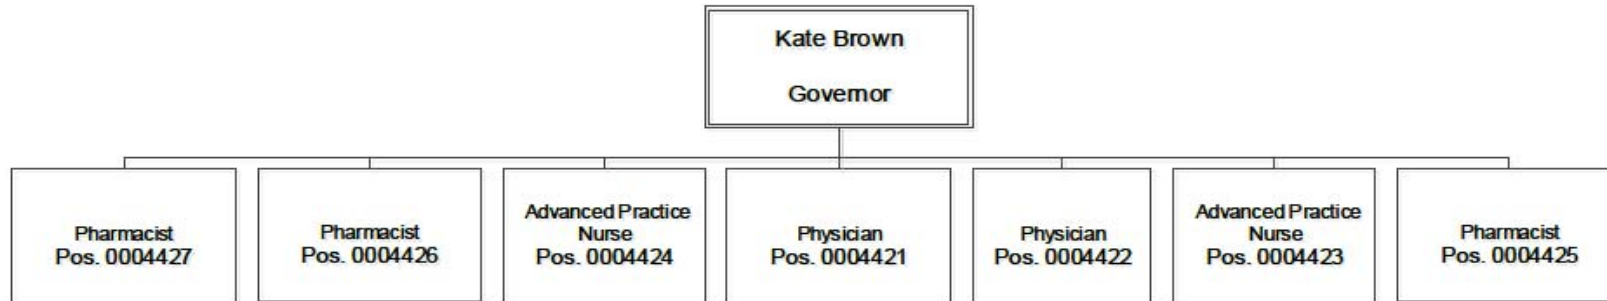 Kate Brown
Governor
Pharmacist
Pos. 0004427
Pharmacist
Pos. 0004426
Advanced Practice
Nurse
Pos. 0004424
Physician
Pos. 0004421
Physician
Pos. 0004422
Advanced Practice
Nurse
Pos. 0004423
Pharmacist
Pos. 0004425